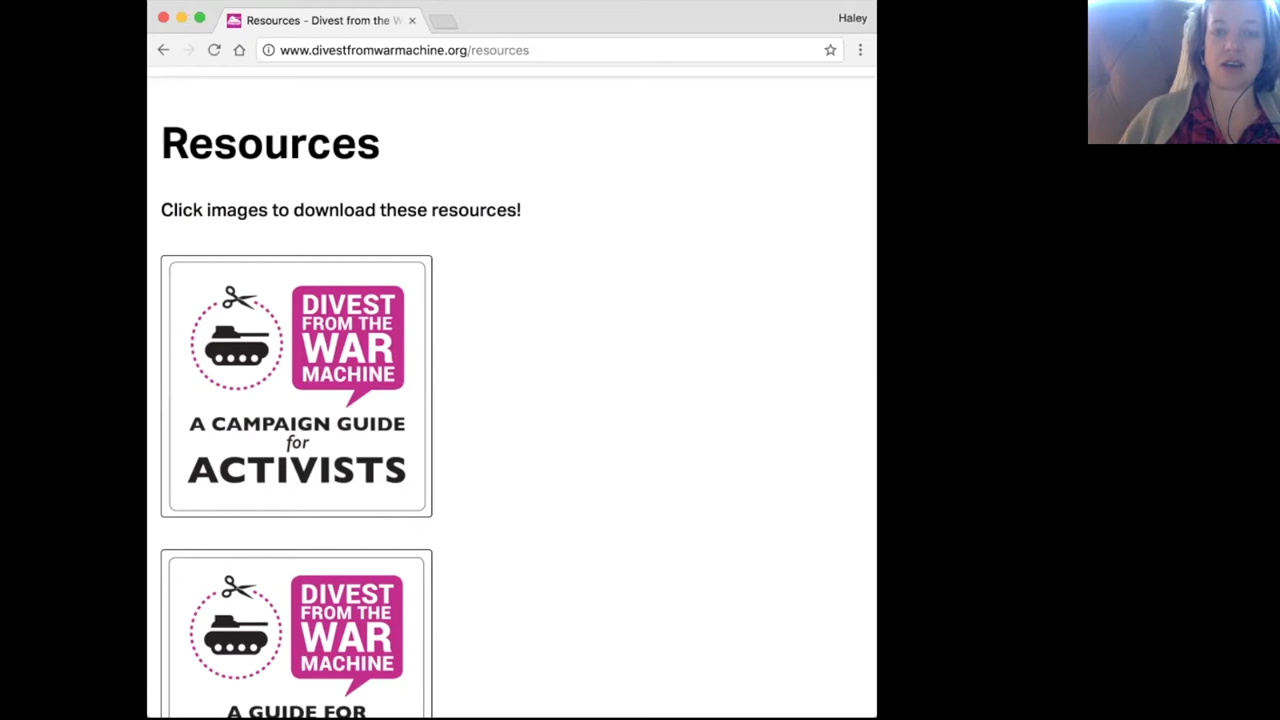 Resources - Divest from the W
Haley
www.divestfromwarmachine.org/resources
Resources
Click images to download these resources!
DIVEST
FROM THE
WAR
MACHINE
A CAMPAIGN GUIDE
for
ACTIVISTS
DIVEST
FROM THE
WAR
MACHINE
A GUIDE FOR